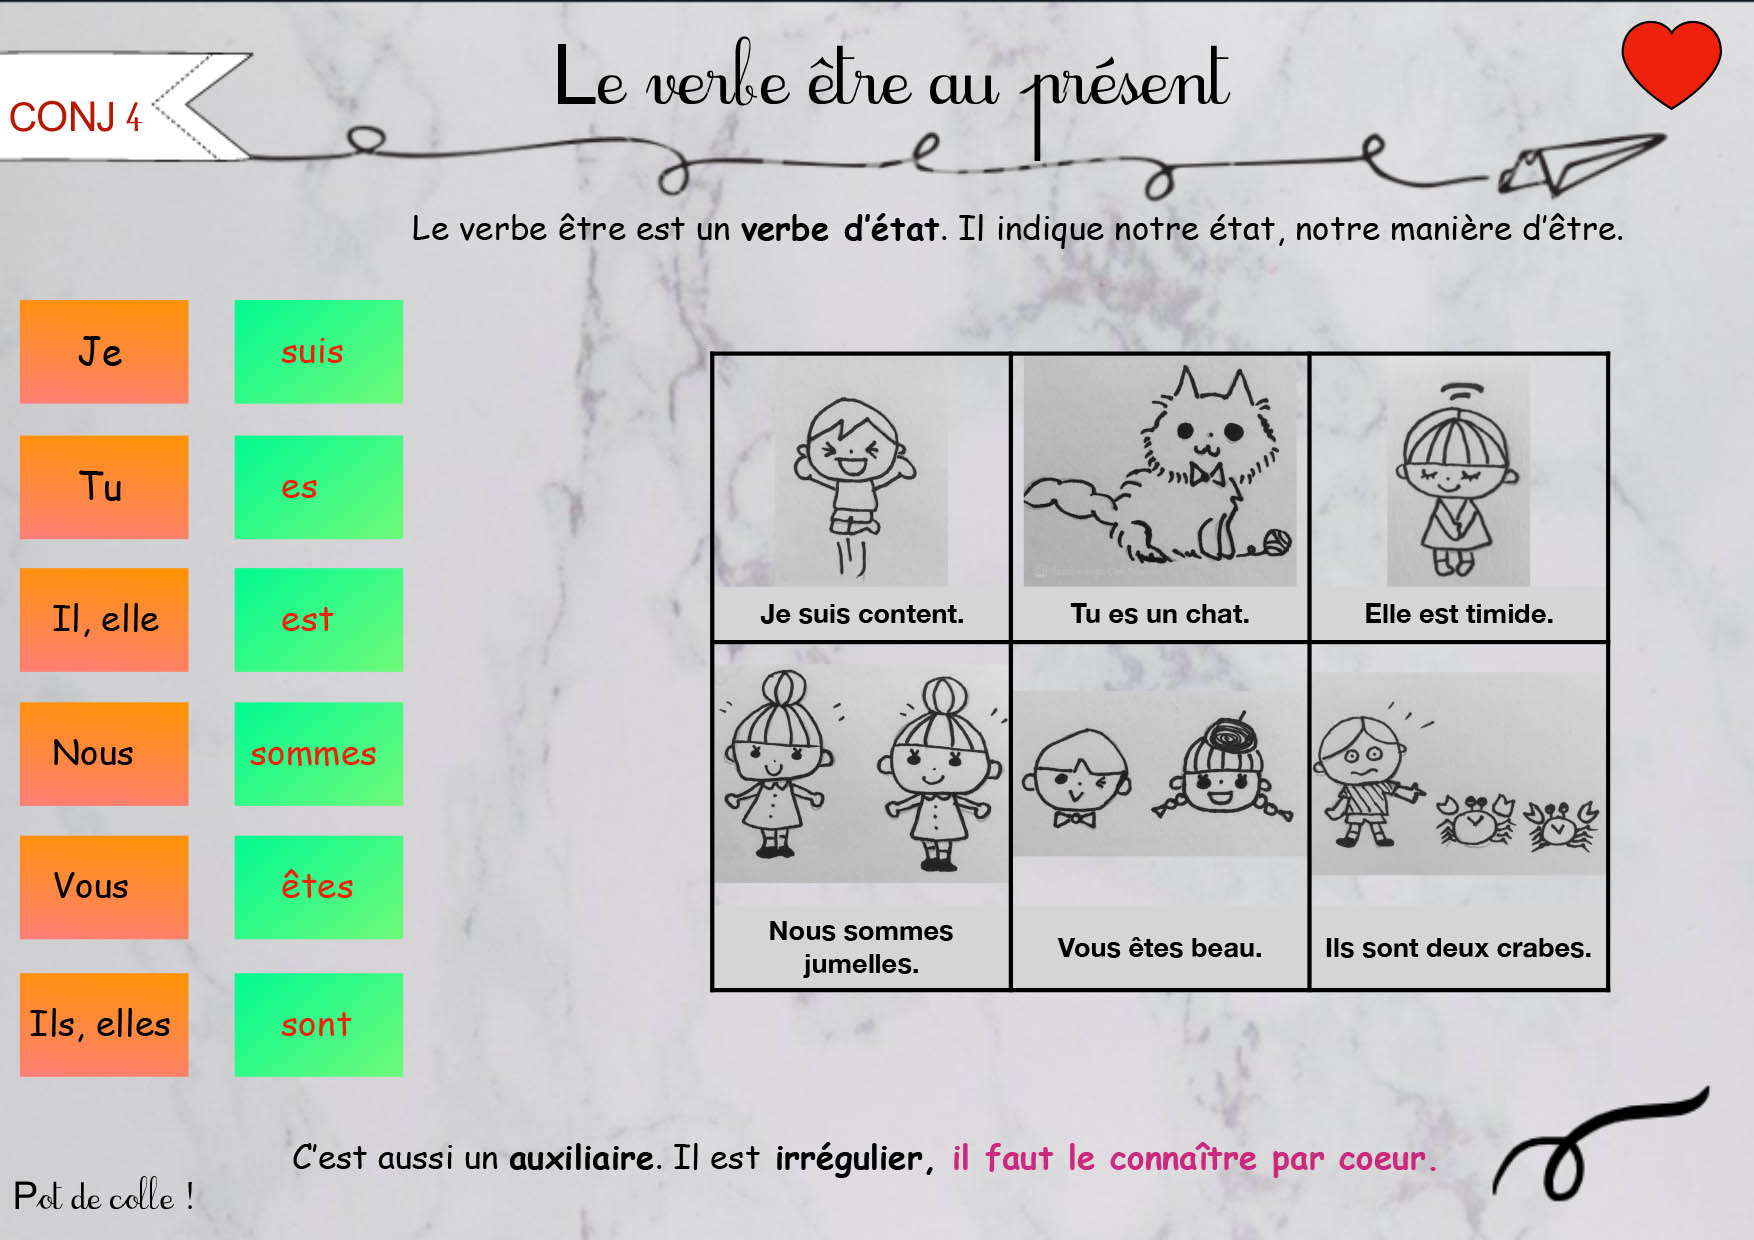 CONJ 4
Le verbe être au présent
Le verbe être est un verbe d'état. Il indique notre état, notre manière d'être.
Je suis
Tu es
Il, elle est
Nous sommes
Vous êtes
Ils, elles sont
Je suis content.
Tu es un chat.
Elle est timide.
Nous sommes
jumelles.
Vous êtes beau.
Ils sont deux crabes.
C'est aussi un auxiliaire. Il est irrégulier, il faut le connaître par coeur.
Pot de colle !